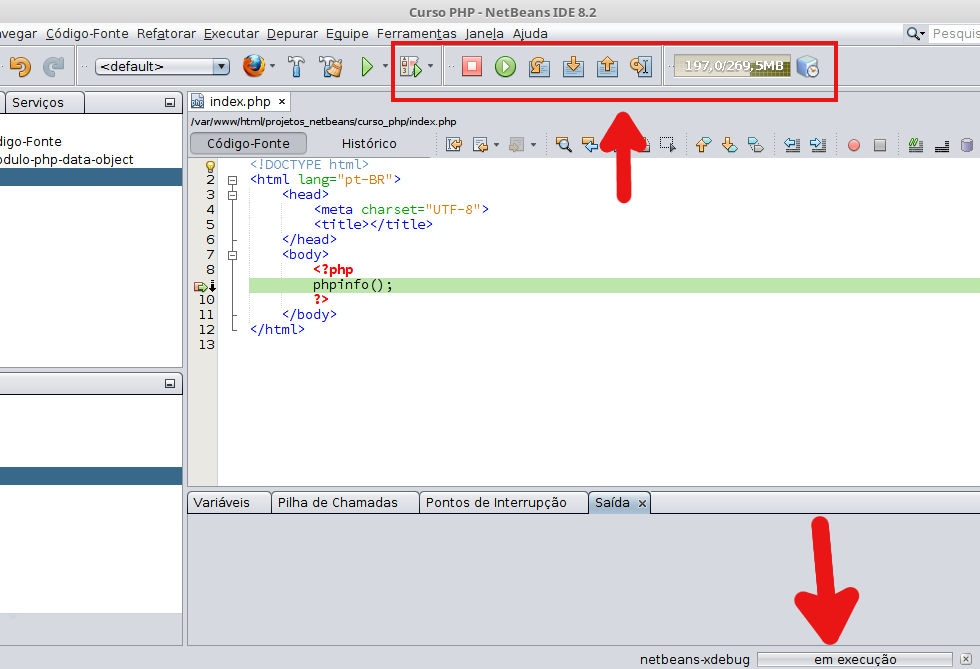 Curso PHP - NetBeans IDE 8.2
vegar Código-Fonte Refatorar Executar Depurar Equipe Ferramentas Janela Ajuda Pesquis
<default> 197,0/269,5MB
Serviços
index.php ×
/var/www/html/projetos_netbeans/curso_php/index.php
digo-Fonte
odulo-php-data-object
Código-Fonte Histórico
<!DOCTYPE html>
2 <html lang="pt-BR">
3 <head>
4 <meta charset="UTF-8">
5 <title></title>
6 </head>
7 <body>
8 <?php
phpinfo();
10 ?>
11 </body>
12 </html>
13
Variáveis Pilha de Chamadas Pontos de Interrupção Saída ×
netbeans-xdebug em execução